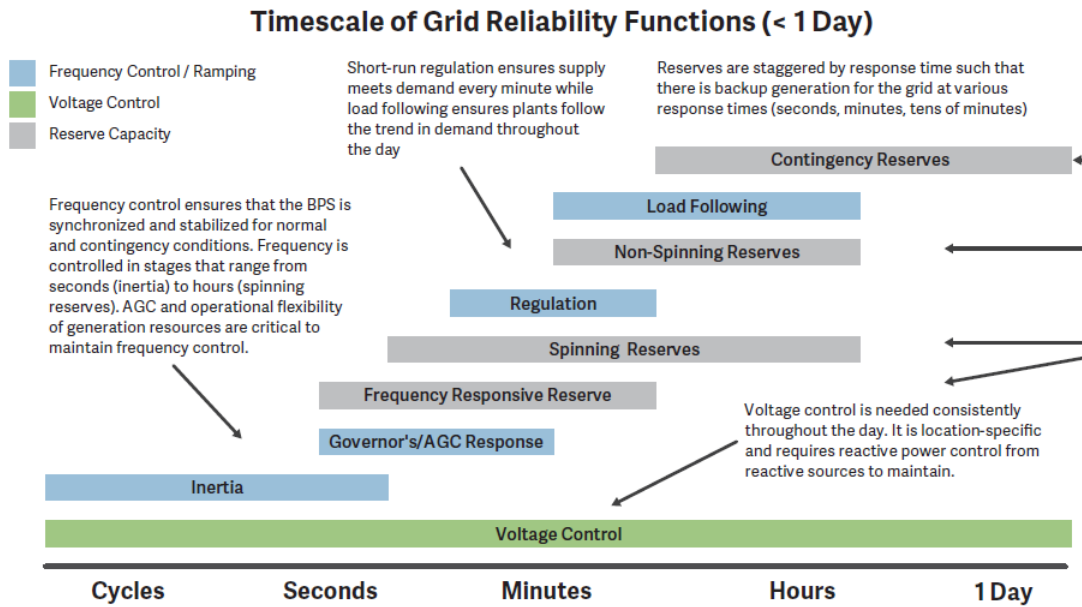 Timescale of Grid Reliability Functions (< 1 Day)
Frequency Control / Ramping
Voltage Control
Reserve Capacity
Short-run regulation ensures supply
meets demand every minute while
load following ensures plants follow
the trend in demand throughout
the day
Reserves are staggered by response time such that
there is backup generation for the grid at various
response times (seconds, minutes, tens of minutes)
Contingency Reserves
Frequency control ensures that the BPS is
synchronized and stabilized for normal
and contingency conditions. Frequency is
controlled in stages that range from
seconds (inertia) to hours (spinning
reserves). AGC and operational flexibility
of generation resources are critical to
maintain frequency control.
Load Following
Non-Spinning Reserves
Regulation
Spinning Reserves
Frequency Responsive Reserve
Governor's/AGC Response
Voltage control is needed consistently
throughout the day. It is location-specific
and requires reactive power control from
reactive sources to maintain.
Inertia
Voltage Control
Cycles
Seconds
Minutes
Hours
1 Day